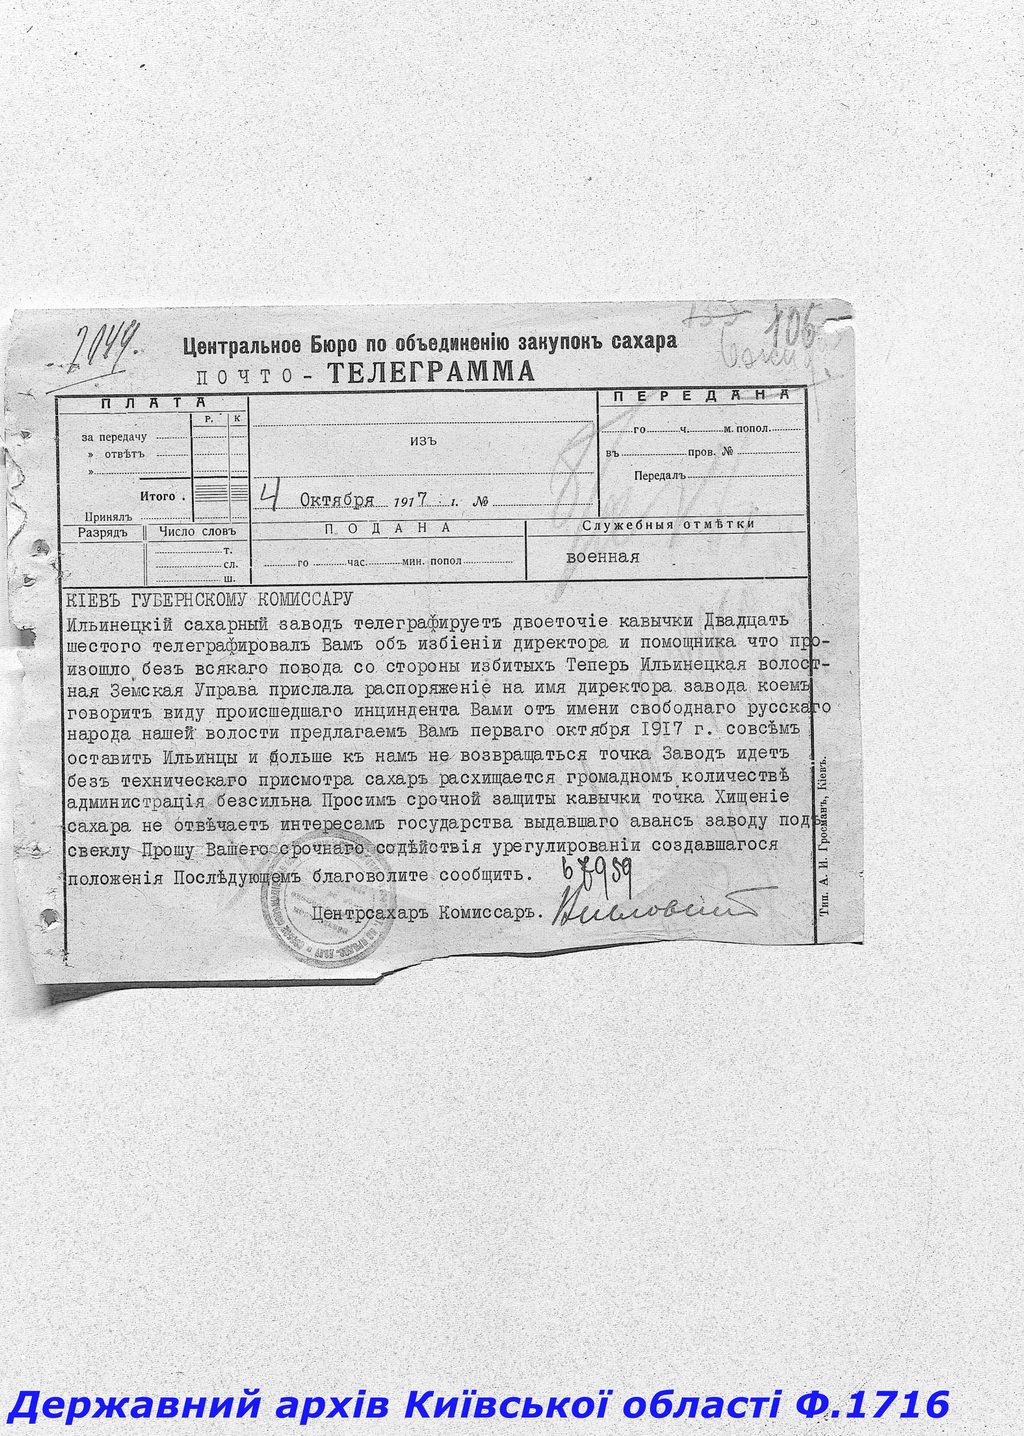 2044.
133
106
Центральное Бюро по объединенію закупокъ сахара
ПОЧТО-ТЕЛЕГРАММА
ПЛАТА
Р. К
за передачу
» отвѣтъ
»
Итого.
Принялъ
изъ
4 Октября 1917 г. №
ПЕРЕДАНА
го ч. м. попол.
въ пров. №
Передалъ
Разрядъ
Число словъ
т.
сл.
ш.
ПОДАНА
го час. мин. попол.
Служебныя отмѣтки
военная
КІЕВЪ ГУБЕРНСКОМУ КОМИССАРУ
Ильинецкій сахарный заводъ телеграфируетъ двоеточіе кавычки Двадцать
шестого телеграфировалъ Вамъ объ избіеніи директора и помощника что про-
изошло безъ всякаго повода со стороны избитыхъ Теперь Ильинецкая волост-
ная Земская Управа прислала распоряженіе на имя директора завода коемъ
говоритъ виду происшедшаго инциндента Вами отъ имени свободнаго русскаго
народа нашей волости предлагаемъ Вамъ перваго октября 1917 г. совсѣмъ
оставить Ильинцы и больше къ намъ не возвращаться точка Заводъ идетъ
безъ техническаго присмотра сахаръ расхищается громадномъ количествѣ
администрація безсильна Просимъ срочной защиты кавычки точка Хищеніе
сахара не отвѣчаетъ интересамъ государства выдавшаго авансъ заводу подъ
свеклу Прошу Вашего срочнаго содѣйствія урегулированіи создавшагося
положенія Послѣдующемъ благоволите сообщить.
Центрсахаръ Комиссаръ.
Тип. А. И. Гросманъ, Кіевъ.
Державний архів Київської області Ф.1716